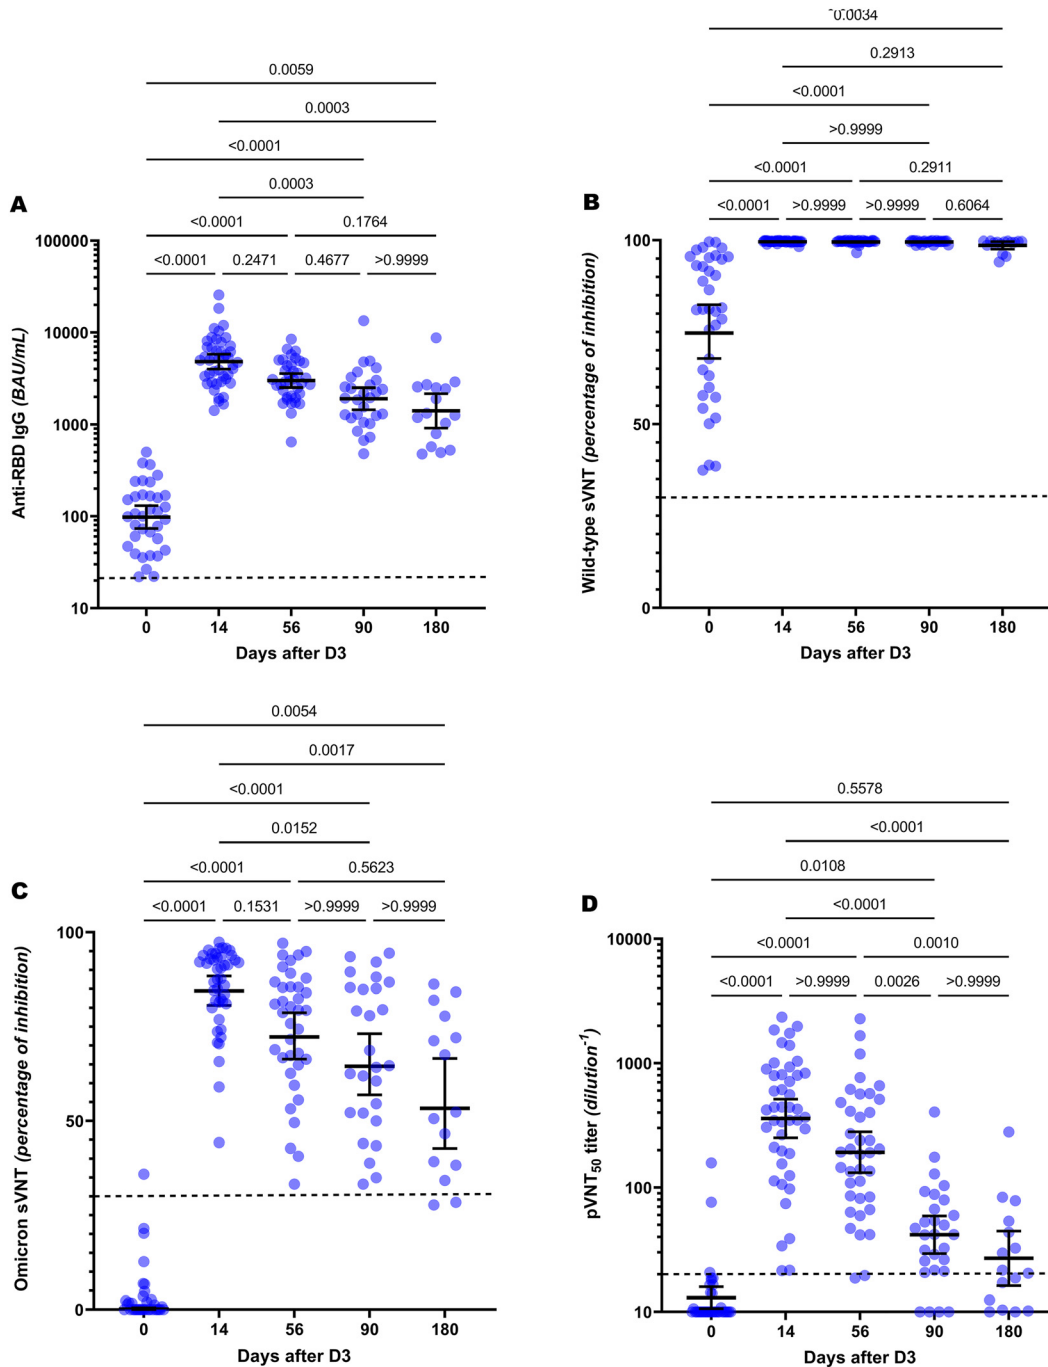 0.0059
0.0003
<0.0001
0.0003
<0.0001 0.1764
<0.0001 0.2471 0.4677 >0.9999
A
100000
10000
1000
100
10
Anti-RBD IgG (BAU/mL)
0 14 56 90 180
Days after D3
0.0034
0.2913
<0.0001
>0.9999
<0.0001 0.2911
<0.0001 >0.9999 >0.9999 0.6064
B
100
50
0
Wild-type sVNT (percentage of inhibition)
0 14 56 90 180
Days after D3
0.0054
0.0017
<0.0001
0.0152
<0.0001 0.5623
<0.0001 0.1531 >0.9999 >0.9999
C
100
50
0
Omicron sVNT (percentage of inhibition)
0 14 56 90 180
Days after D3
0.5578
<0.0001
0.0108
<0.0001
<0.0001 0.0010
<0.0001 >0.9999 0.0026 >0.9999
D
10000
1000
100
10
pVNT50 titer (dilution-1)
0 14 56 90 180
Days after D3